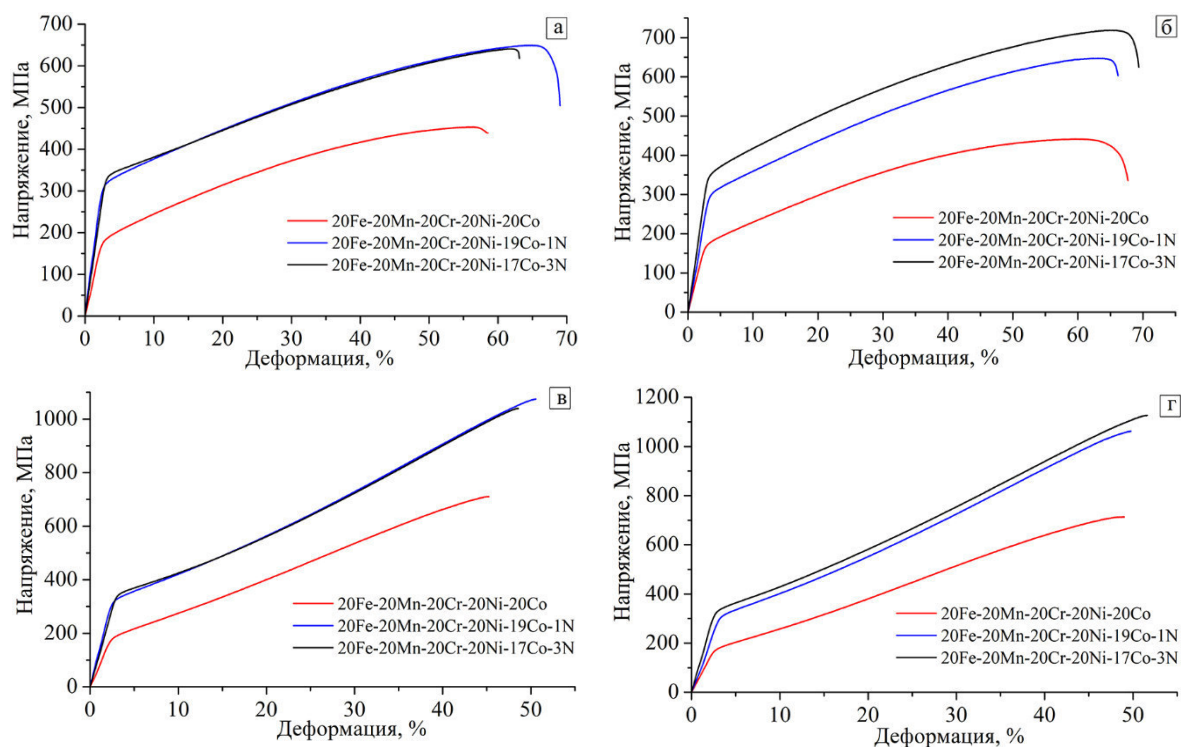 а
Напряжение, МПа
700
600
500
400
300
200
100
0
20Fe-20Mn-20Cr-20Ni-20Co
20Fe-20Mn-20Cr-20Ni-19Co-1N
20Fe-20Mn-20Cr-20Ni-17Co-3N
0 10 20 30 40 50 60 70
Деформация, %
б
Напряжение, МПа
700
600
500
400
300
200
100
0
20Fe-20Mn-20Cr-20Ni-20Co
20Fe-20Mn-20Cr-20Ni-19Co-1N
20Fe-20Mn-20Cr-20Ni-17Co-3N
0 10 20 30 40 50 60 70
Деформация, %
в
Напряжение, МПа
1000
800
600
400
200
0
20Fe-20Mn-20Cr-20Ni-20Co
20Fe-20Mn-20Cr-20Ni-19Co-1N
20Fe-20Mn-20Cr-20Ni-17Co-3N
0 10 20 30 40 50
Деформация, %
г
Напряжение, МПа
1200
1000
800
600
400
200
0
20Fe-20Mn-20Cr-20Ni-20Co
20Fe-20Mn-20Cr-20Ni-19Co-1N
20Fe-20Mn-20Cr-20Ni-17Co-3N
0 10 20 30 40 50
Деформация, %